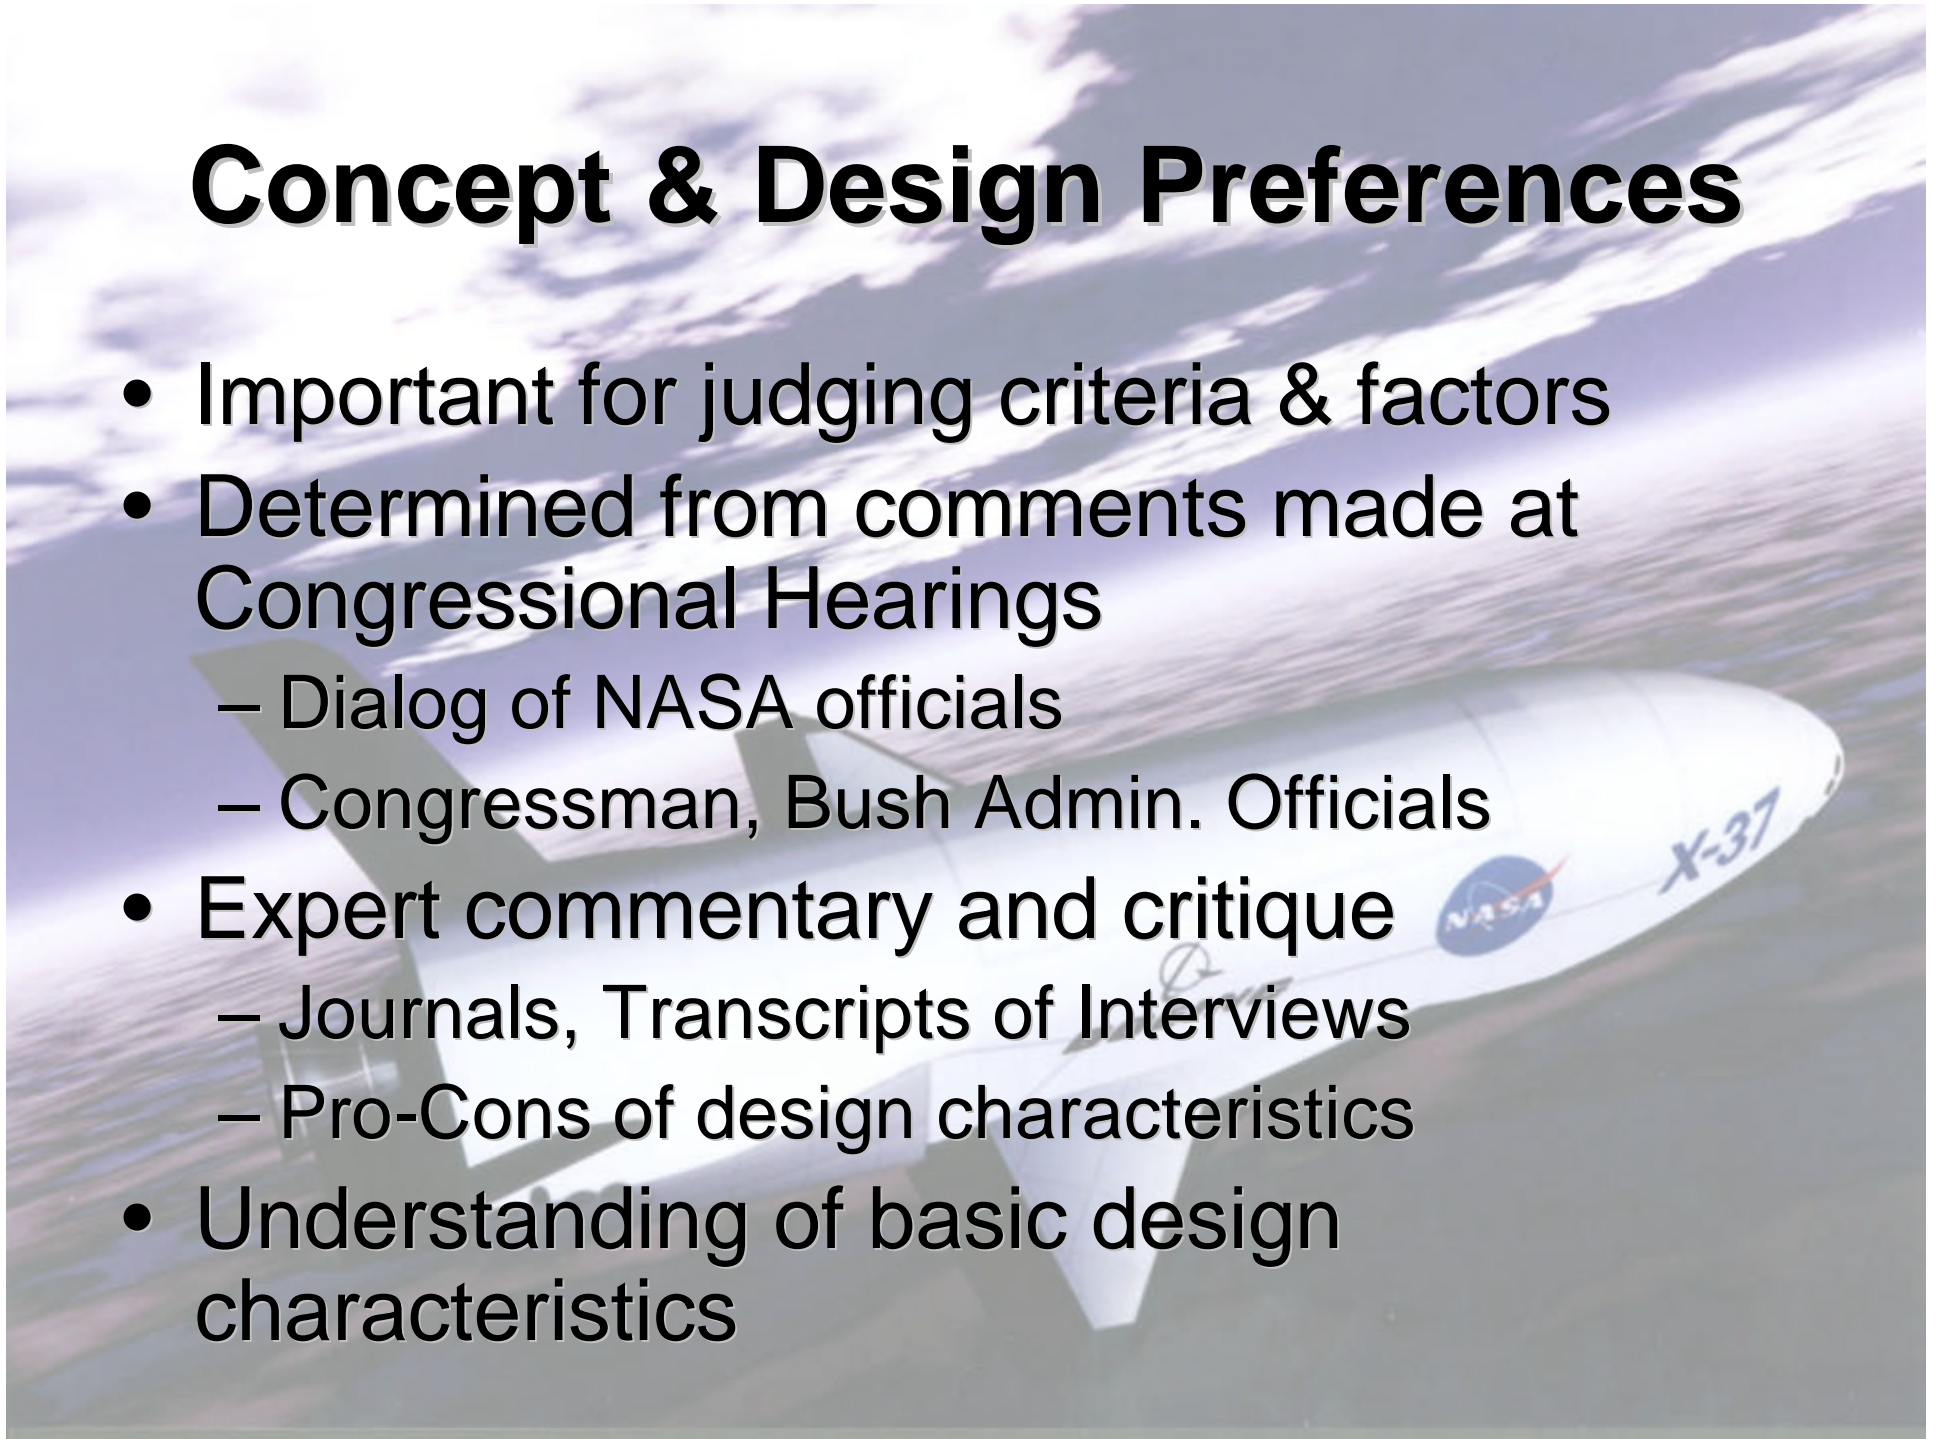 Concept & Design Preferences
• Important for judging criteria & factors
• Determined from comments made at
Congressional Hearings
– Dialog of NASA officials
– Congressman, Bush Admin. Officials
• Expert commentary and critique
– Journals, Transcripts of Interviews
– Pro-Cons of design characteristics
• Understanding of basic design
characteristics
X-37
NASA